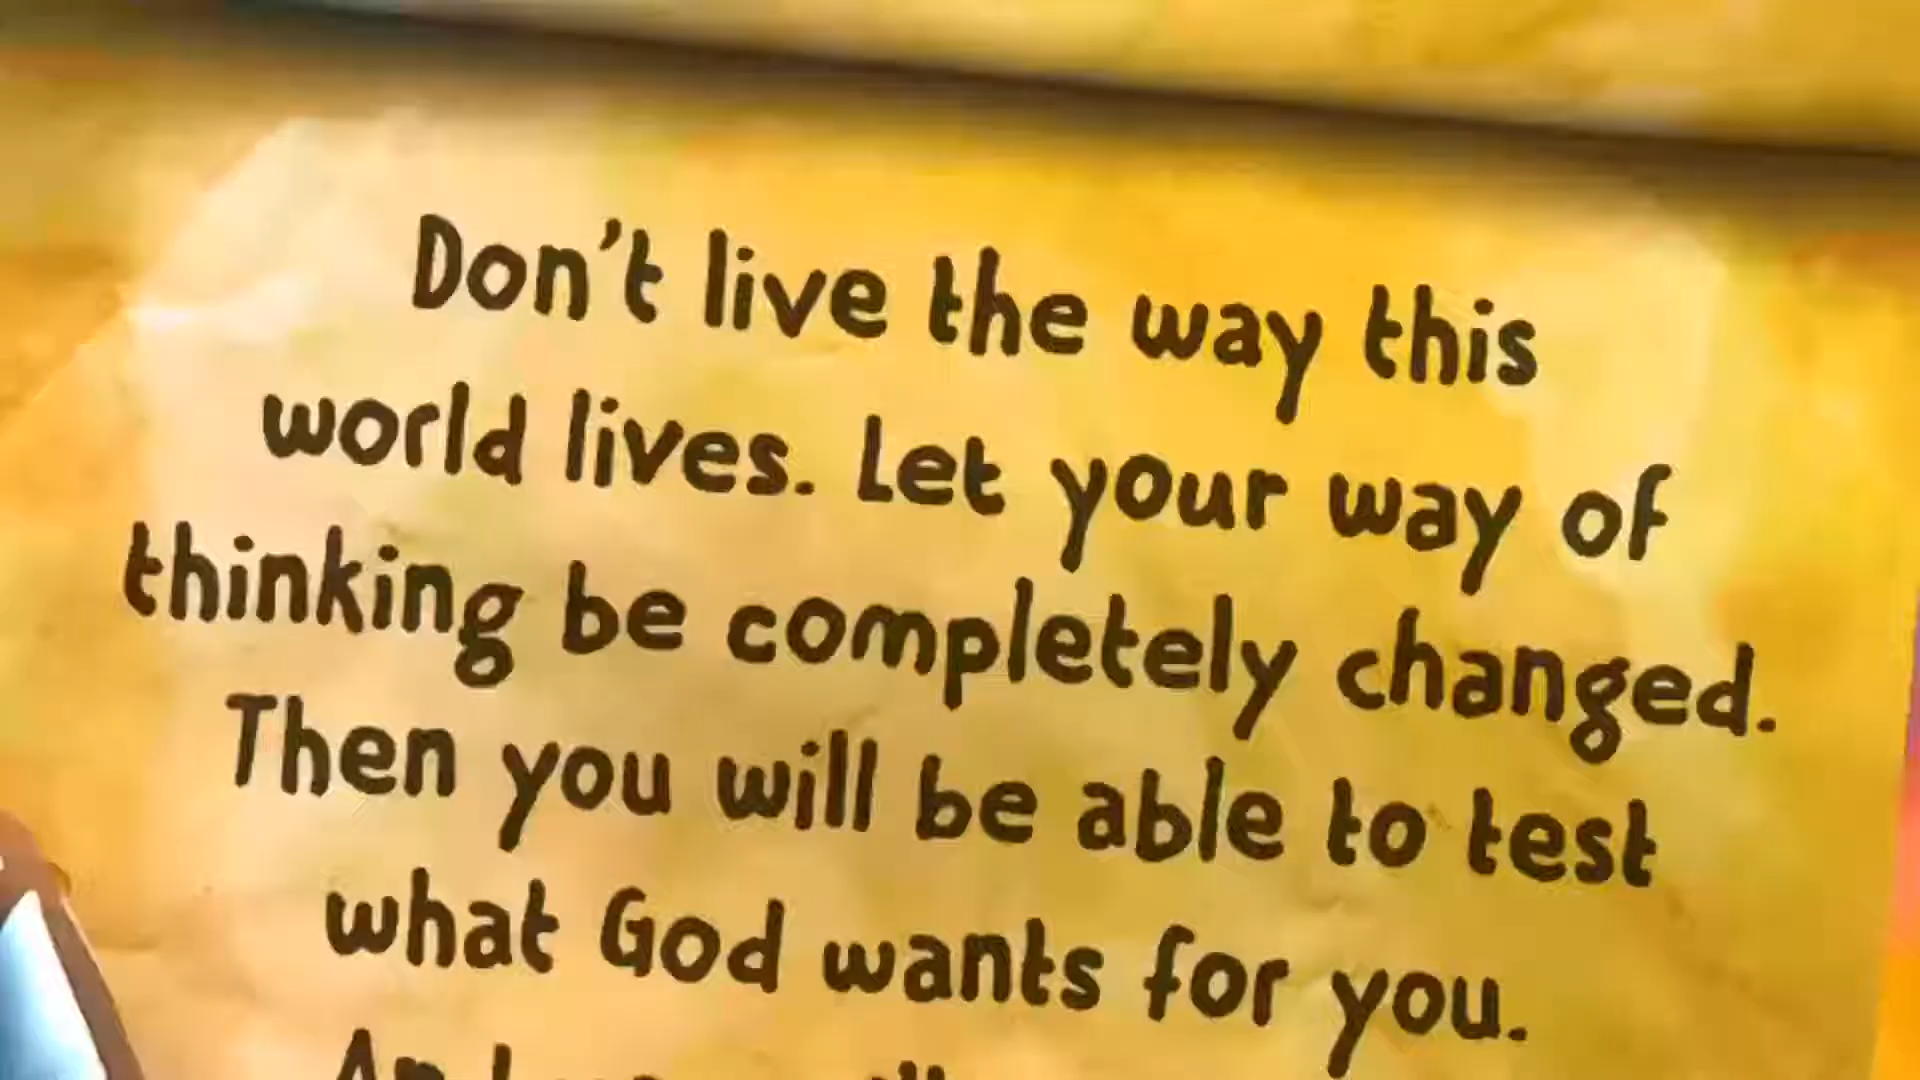 Don't live the way this
world lives. Let your way of
thinking be completely changed.
Then you will be able to test
what God wants for you.